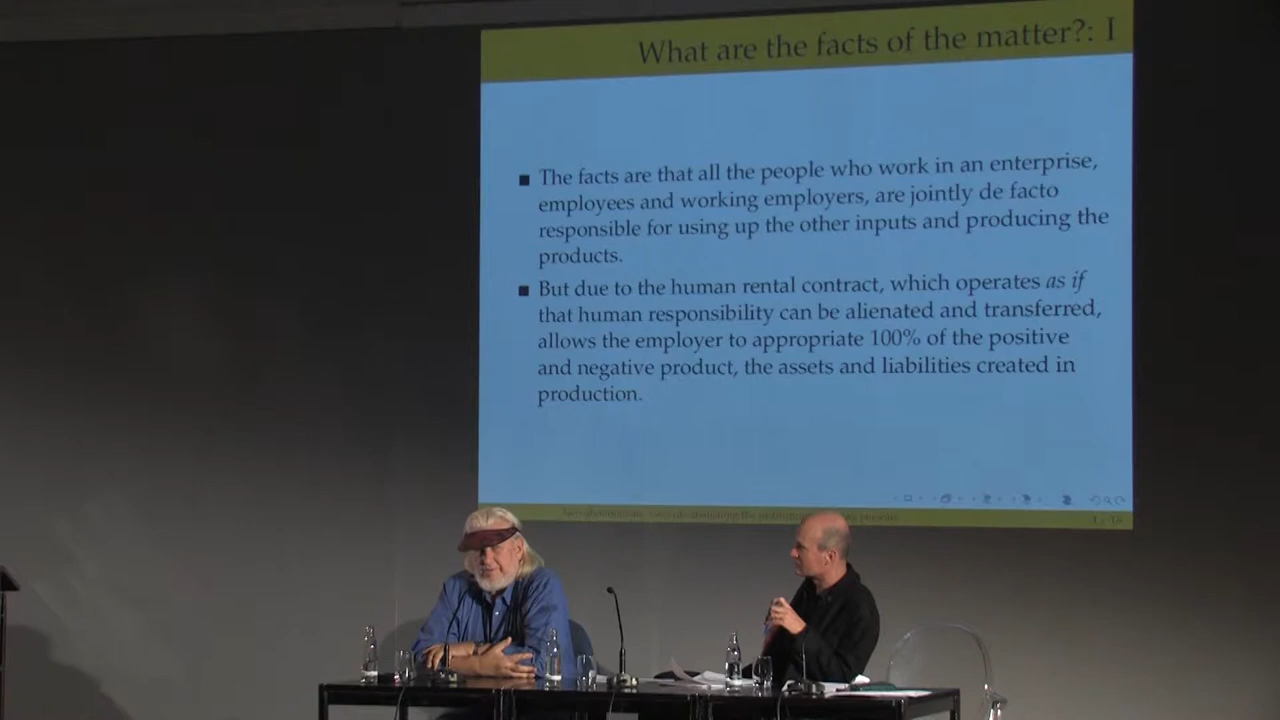 What are the facts of the matter?: I
■ The facts are that all the people who work in an enterprise,
employees and working employers, are jointly de facto
responsible for using up the other inputs and producing the
products.
■ But due to the human rental contract, which operates as if
that human responsibility can be alienated and transferred,
allows the employer to appropriate 100% of the positive
and negative product, the assets and liabilities created in
production.